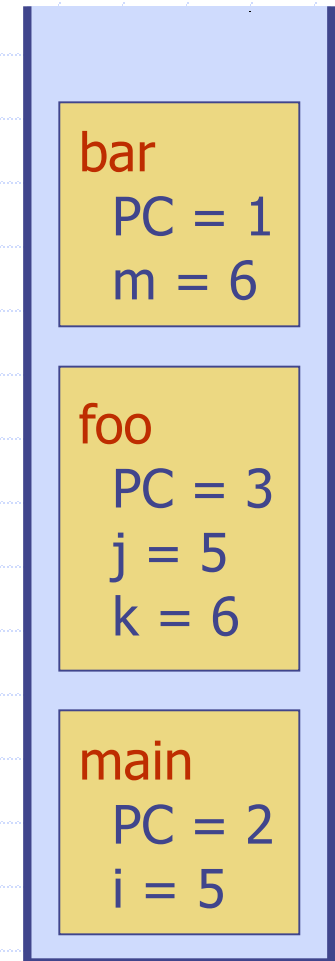 bar
PC = 1
m = 6
foo
PC = 3
j = 5
k = 6
main
PC = 2
i = 5